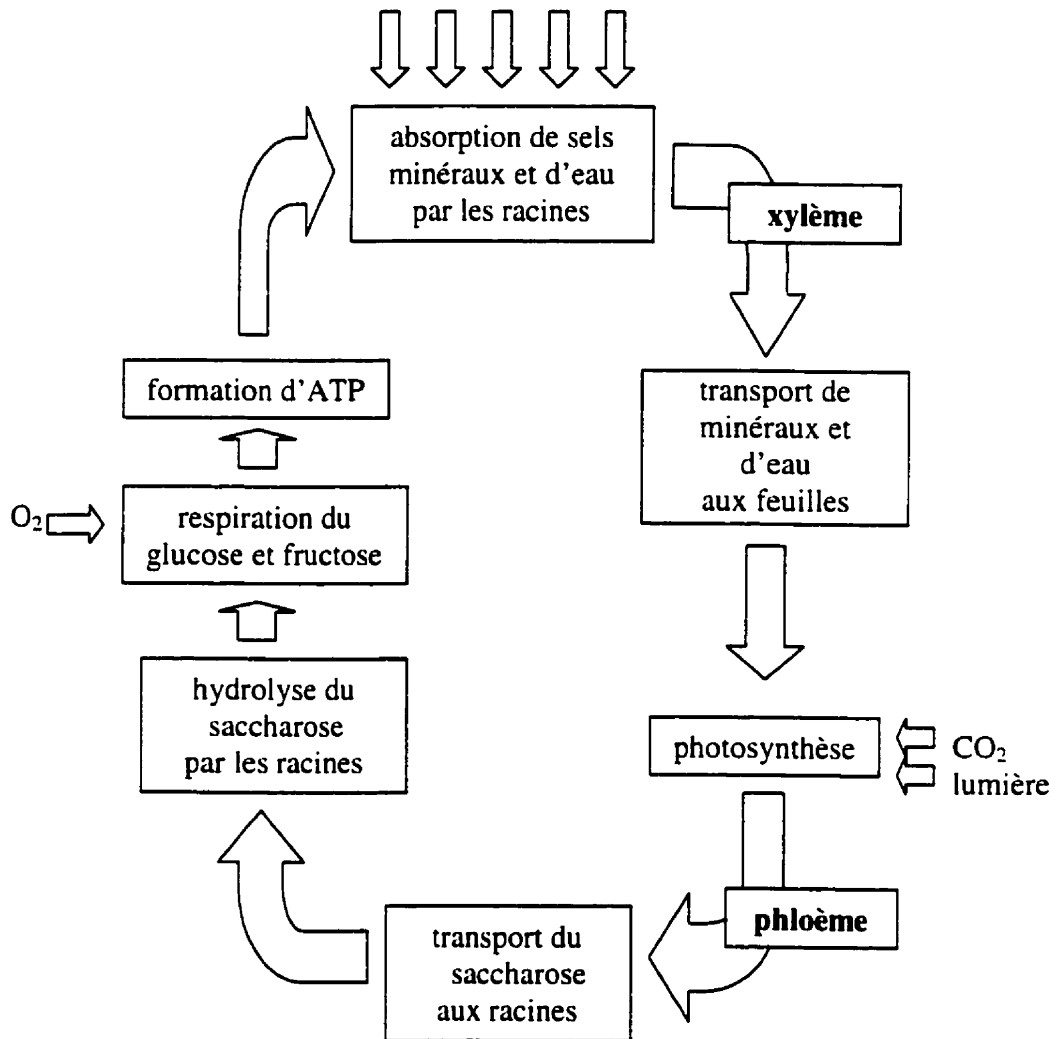 absorption de sels
minéraux et d'eau
par les racines
xylème
transport de
minéraux et
d'eau
aux feuilles
photosynthèse
CO₂
lumière
phloème
transport du
saccharose
aux racines
hydrolyse du
saccharose
par les racines
respiration du
glucose et fructose
O₂
formation d'ATP